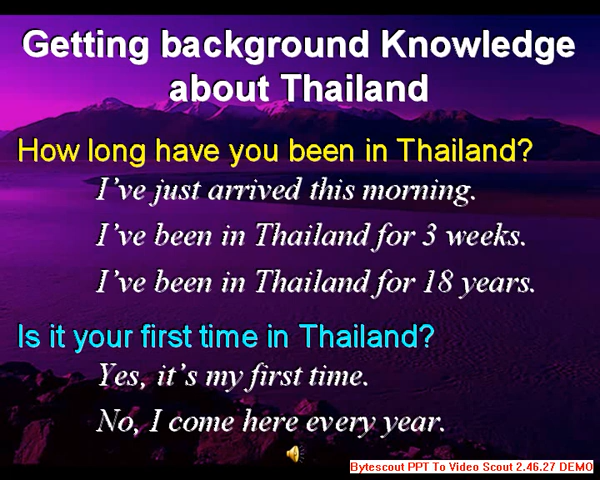 Getting background Knowledge
about Thailand
How long have you been in Thailand?
I've just arrived this morning.
I've been in Thailand for 3 weeks.
I've been in Thailand for 18 years.
Is it your first time in Thailand?
Yes, it's my first time.
No, I come here every year.
Bytescout PPT To Video Scout 2.46.27 DEMO